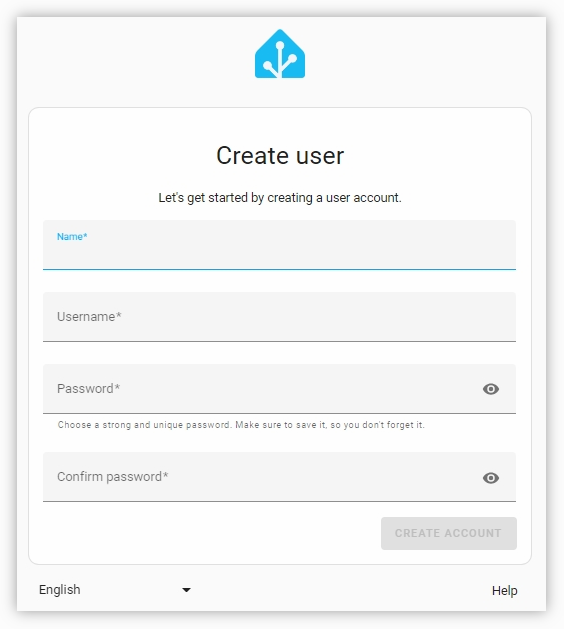 Create user
Let's get started by creating a user account.
Name*
Username*
Password*
Choose a strong and unique password. Make sure to save it, so you don't forget it.
Confirm password*
CREATE ACCOUNT
English
Help